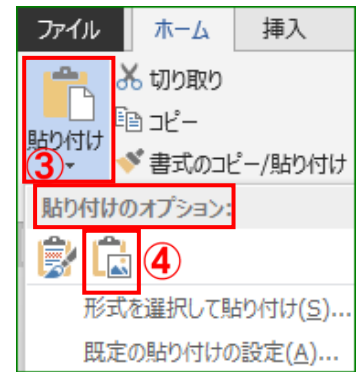 ファイル ホーム 挿入
切り取り
コピー
貼り付け
③
書式のコピー/貼り付け
貼り付けのオプション:
④
形式を選択して貼り付け(S)...
既定の貼り付けの設定(A)...